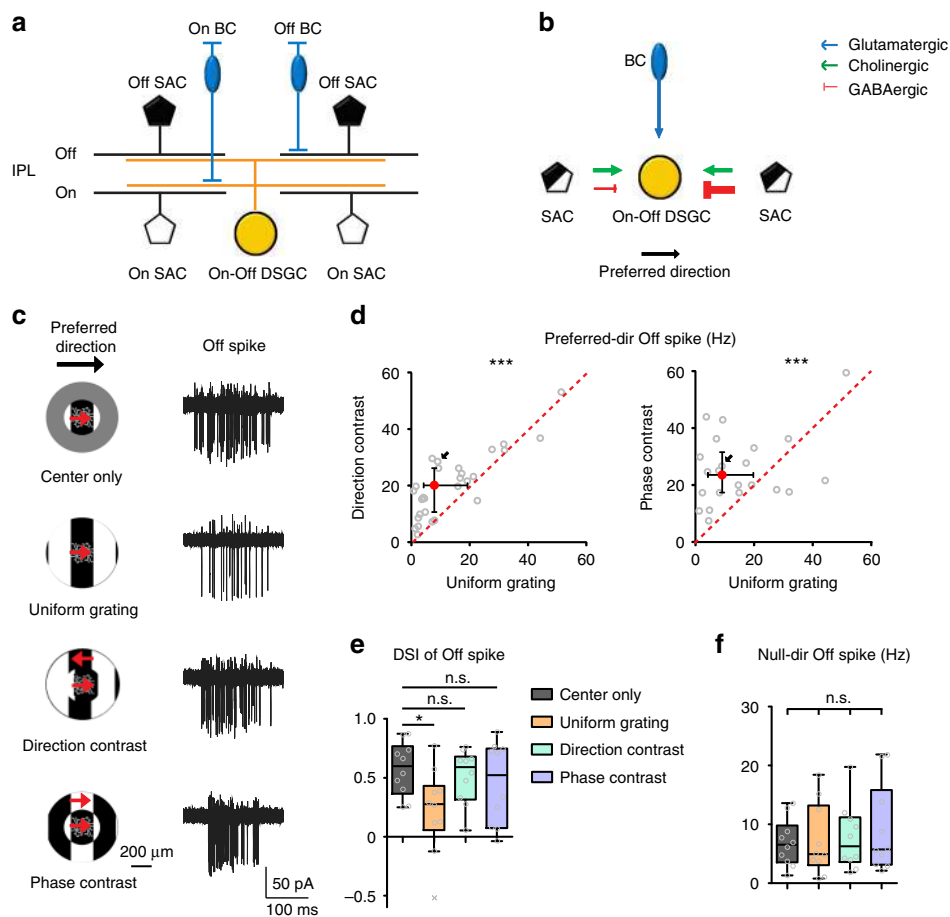 a
On BC
Off BC
Off SAC
Off SAC
Off
IPL
On
On SAC
On-Off DSGC
On SAC
b
BC
Glutamatergic
Cholinergic
GABAergic
SAC
On-Off DSGC
SAC
Preferred direction
c
Preferred
direction
Off spike
Center only
Uniform grating
Direction contrast
200 μm
Phase contrast
50 pA
100 ms
d
Preferred-dir Off spike (Hz)
***
60
40
20
0
Direction contrast
0
20
40
60
Uniform grating
***
60
40
20
0
Phase contrast
0
20
40
60
Uniform grating
e
DSI of Off spike
n.s.
n.s.
*
1.0
0.5
0
–0.5
Center only
Uniform grating
Direction contrast
Phase contrast
f
Null-dir Off spike (Hz)
n.s.
30
20
10
0